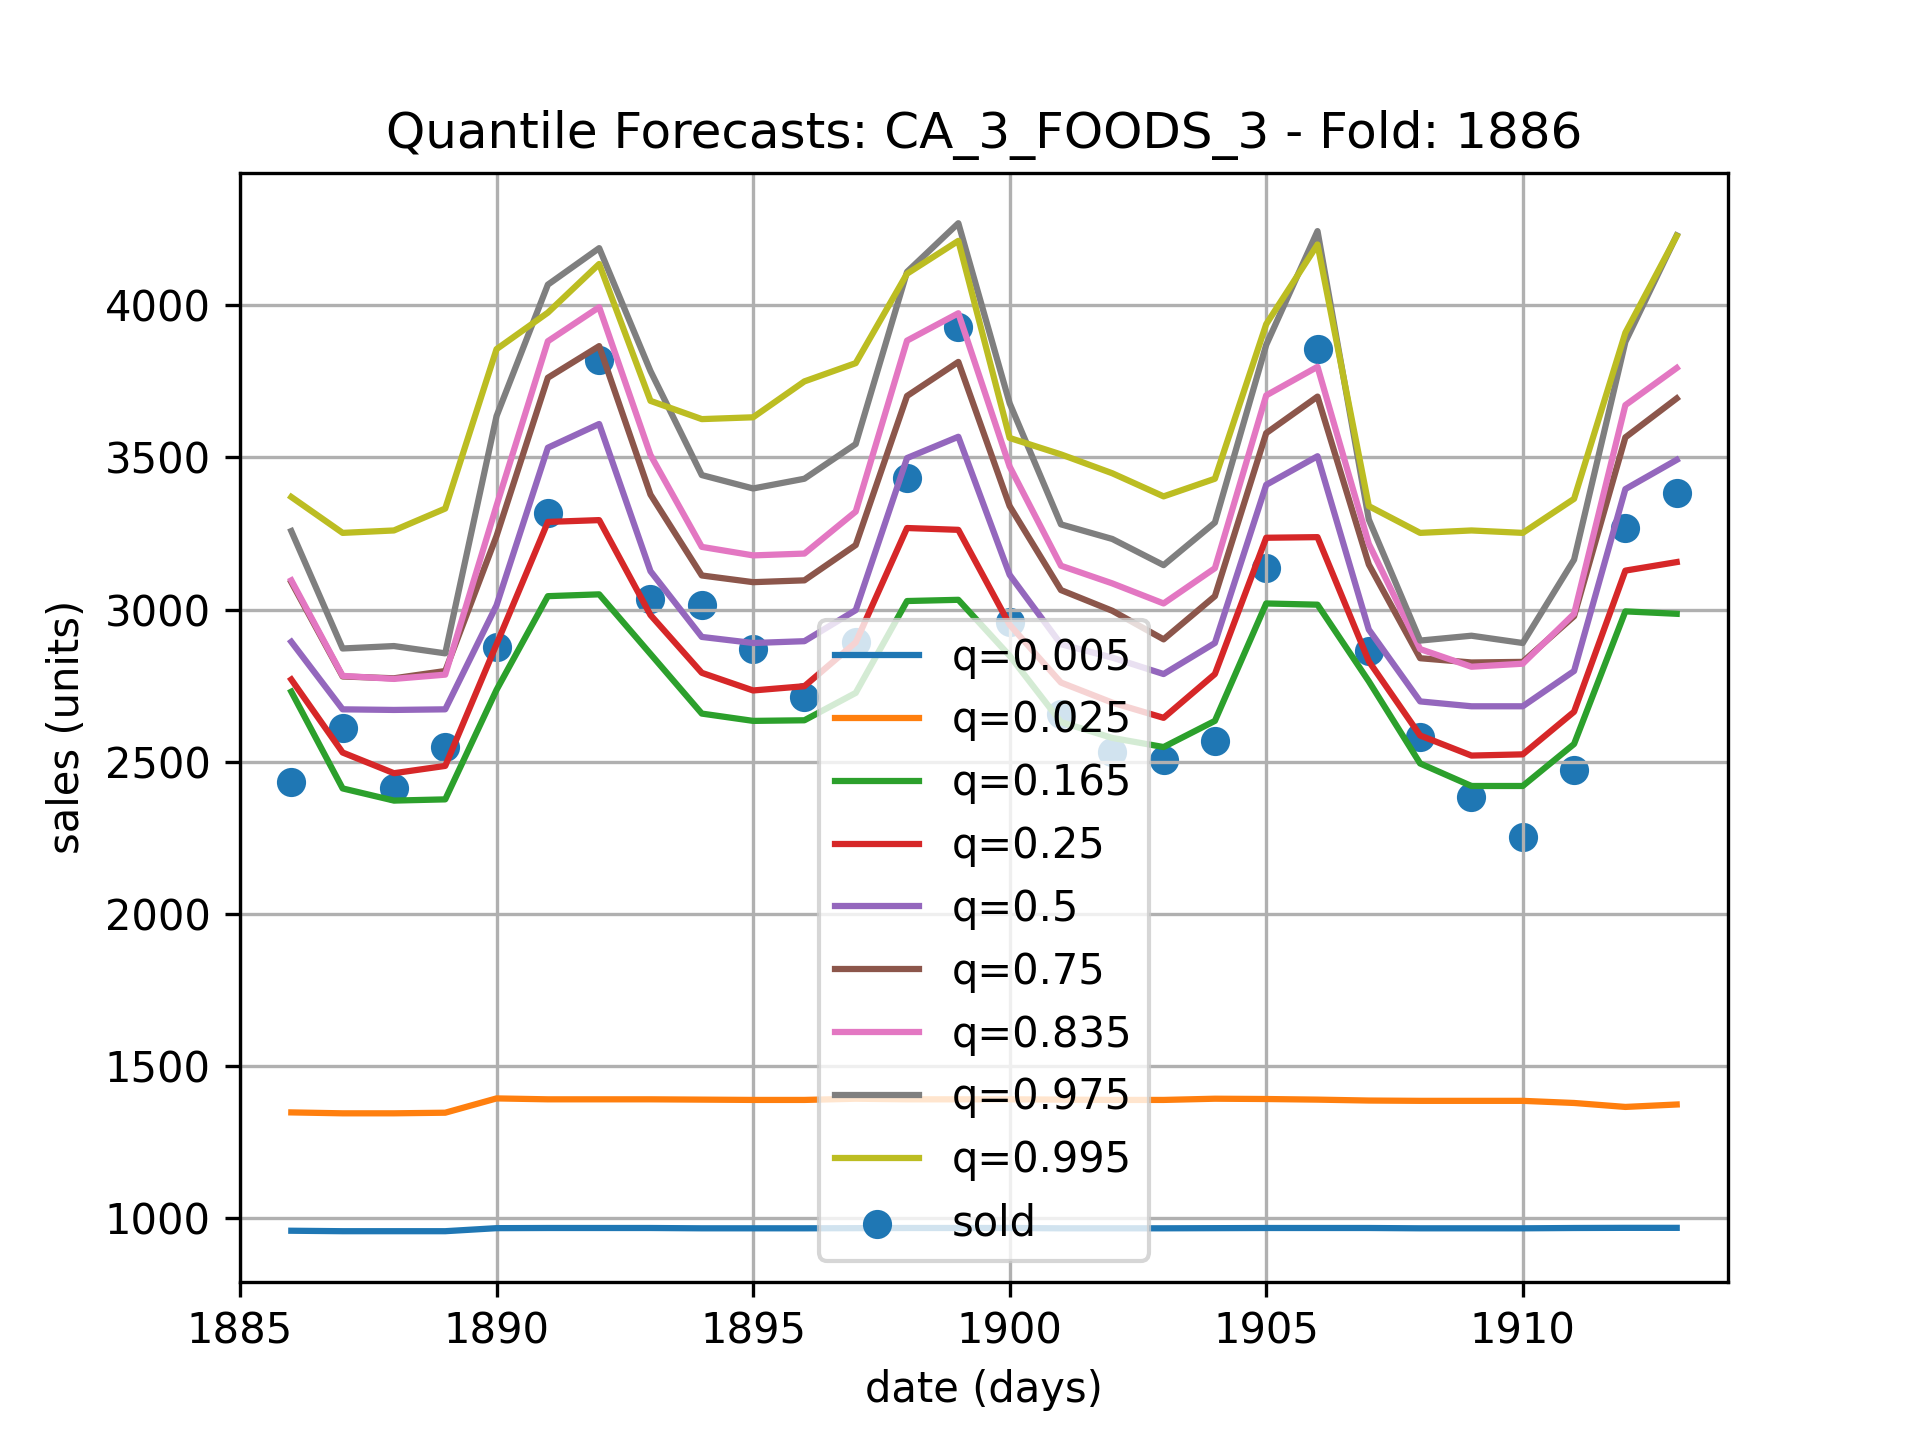 Quantile Forecasts: CA_3_FOODS_3 - Fold: 1886
sales (units)
4000
3500
3000
2500
2000
1500
1000
q=0.005
q=0.025
q=0.165
q=0.25
q=0.5
q=0.75
q=0.835
q=0.975
q=0.995
sold
1885 1890 1895 1900 1905 1910
date (days)